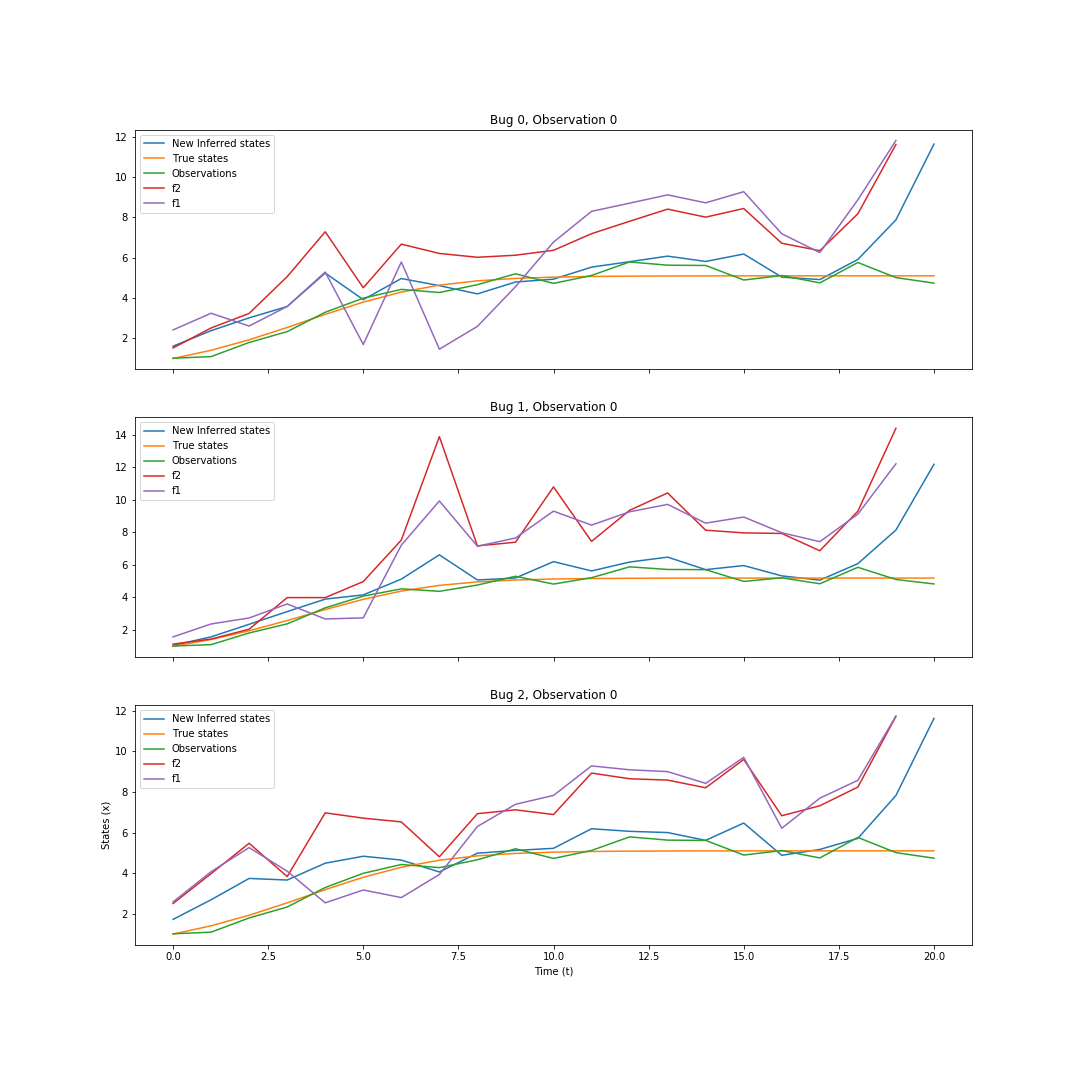 Bug 0, Observation 0
12
10
8
6
4
2
New Inferred states
True states
Observations
f2
f1
Bug 1, Observation 0
14
12
10
8
6
4
2
New Inferred states
True states
Observations
f2
f1
Bug 2, Observation 0
12
10
8
6
4
2
States (x)
New Inferred states
True states
Observations
f2
f1
0.0 2.5 5.0 7.5 10.0 12.5 15.0 17.5 20.0
Time (t)